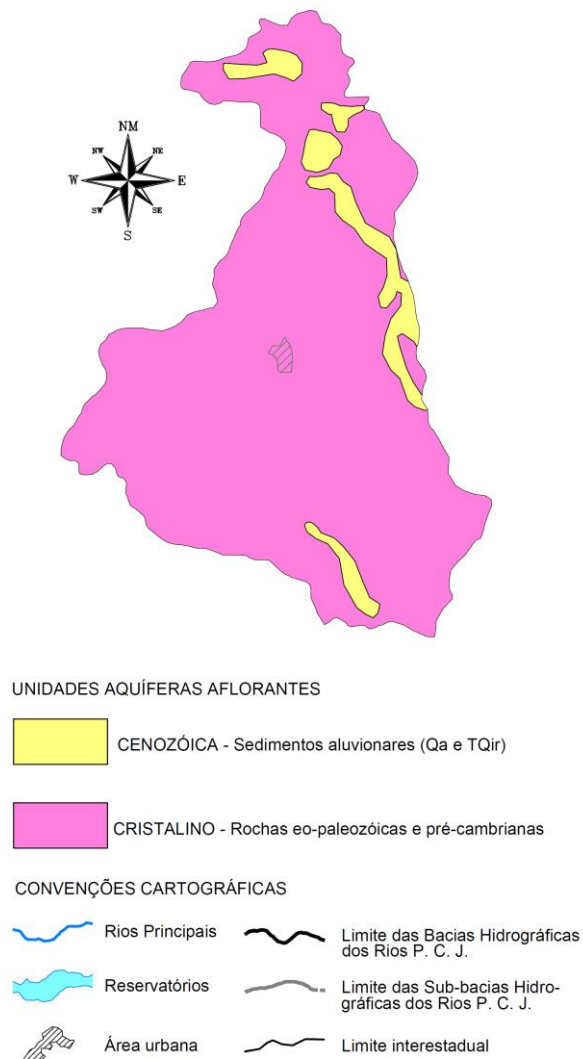 NM
NW NE
W E
SW SE
S
UNIDADES AQUÍFERAS AFLORANTES
CENOZÓICA - Sedimentos aluvionares (Qa e TQir)
CRISTALINO - Rochas eo-paleozóicas e pré-cambrianas
CONVENÇÕES CARTOGRÁFICAS
Rios Principais
Limite das Bacias Hidrográficas
dos Rios P. C. J.
Reservatórios
Limite das Sub-bacias Hidro-
gráficas dos Rios P. C. J.
Área urbana
Limite interestadual